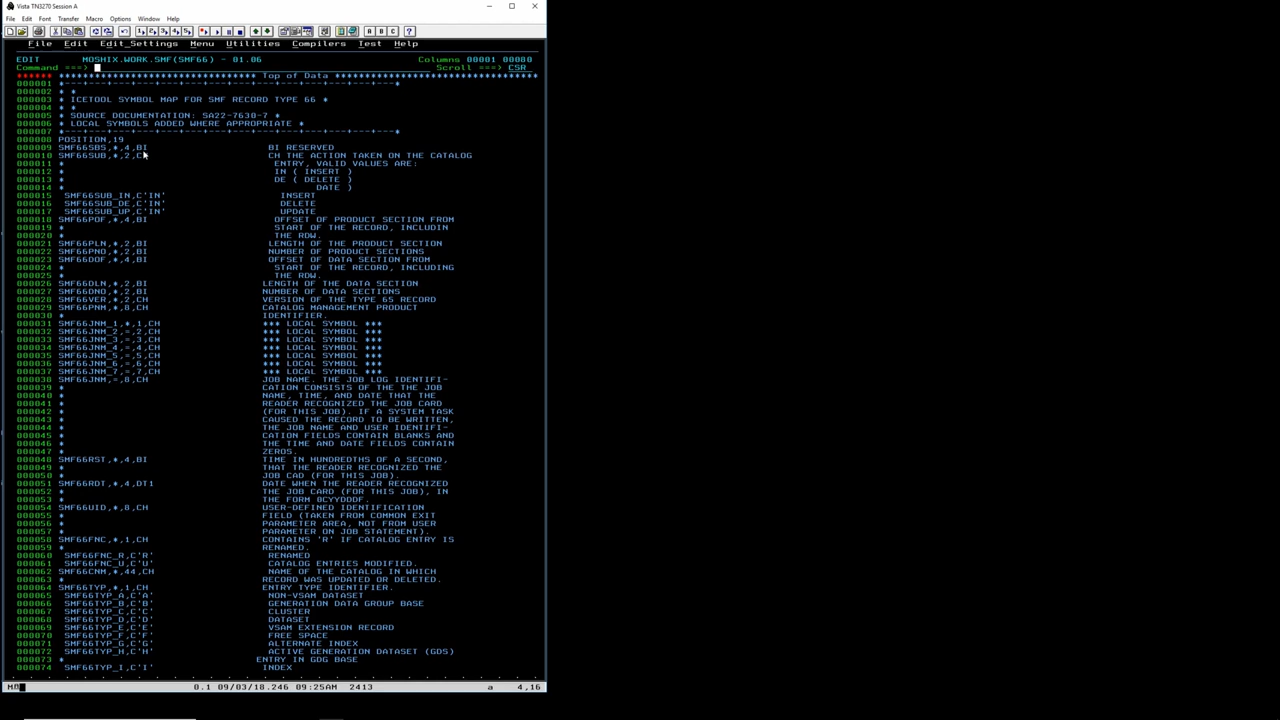 Vista TN3270 Session A
File Edit Font Transfer Macro Options Window Help
File Edit Edit_Settings Menu Utilities Compilers Test Help
EDIT MOSHIX.WORK.SMF(SMF66) - 01.06 Columns 00001 00080
Command ===> Scroll ===> CSR
****** ********************************* Top of Data **********************************
000001 *---+---+---+---+---+---+---+---+---+---+---+---+---+---*
000002 * *
000003 * ICETOOL SYMBOL MAP FOR SMF RECORD TYPE 66 *
000004 * *
000005 * SOURCE DOCUMENTATION: SA22-7630-7 *
000006 * LOCAL SYMBOLS ADDED WHERE APPROPRIATE *
000007 *---+---+---+---+---+---+---+---+---+---+---+---+---+---*
000008 POSITION,19
000009 SMF66SBS,*,4,BI BI RESERVED
000010 SMF66SUB,*,2,C CH THE ACTION TAKEN ON THE CATALOG
000011 * ENTRY, VALID VALUES ARE:
000012 * IN ( INSERT )
000013 * DE ( DELETE )
000014 * DATE )
000015 SMF66SUB_IN,C'IN' INSERT
000016 SMF66SUB_DE,C'IN' DELETE
000017 SMF66SUB_UP,C'IN' UPDATE
000018 SMF66POF,*,4,BI OFFSET OF PRODUCT SECTION FROM
000019 * START OF THE RECORD, INCLUDIN
000020 * THE RDW.
000021 SMF66PLN,*,2,BI LENGTH OF THE PRODUCT SECTION
000022 SMF66PNO,*,2,BI NUMBER OF PRODUCT SECTIONS
000023 SMF66DOF,*,4,BI OFFSET OF DATA SECTION FROM
000024 * START OF THE RECORD, INCLUDING
000025 * THE RDW.
000026 SMF66DLN,*,2,BI LENGTH OF THE DATA SECTION
000027 SMF66DNO,*,2,BI NUMBER OF DATA SECTIONS
000028 SMF66VER,*,2,CH VERSION OF THE TYPE 65 RECORD
000029 SMF66PNM,*,8,CH CATALOG MANAGEMENT PRODUCT
000030 * IDENTIFIER.
000031 SMF66JNM_1,*,1,CH *** LOCAL SYMBOL ***
000032 SMF66JNM_2,=,2,CH *** LOCAL SYMBOL ***
000033 SMF66JNM_3,=,3,CH *** LOCAL SYMBOL ***
000034 SMF66JNM_4,=,4,CH *** LOCAL SYMBOL ***
000035 SMF66JNM_5,=,5,CH *** LOCAL SYMBOL ***
000036 SMF66JNM_6,=,6,CH *** LOCAL SYMBOL ***
000037 SMF66JNM_7,=,7,CH *** LOCAL SYMBOL ***
000038 SMF66JNM,=,8,CH JOB NAME. THE JOB LOG IDENTIFI-
000039 * CATION CONSISTS OF THE THE JOB
000040 * NAME, TIME, AND DATE THAT THE
000041 * READER RECOGNIZED THE JOB CARD
000042 * (FOR THIS JOB). IF A SYSTEM TASK
000043 * CAUSED THE RECORD TO BE WRITTEN,
000044 * THE JOB NAME AND USER IDENTIFI-
000045 * CATION FIELDS CONTAIN BLANKS AND
000046 * THE TIME AND DATE FIELDS CONTAIN
000047 * ZEROS.
000048 SMF66RST,*,4,BI TIME IN HUNDREDTHS OF A SECOND,
000049 * THAT THE READER RECOGNIZED THE
000050 * JOB CAD (FOR THIS JOB).
000051 SMF66RDT,*,4,DT1 DATE WHEN THE READER RECOGNIZED
000052 * THE JOB CARD (FOR THIS JOB), IN
000053 * THE FORM 0CYYDDDF.
000054 SMF66UID,*,8,CH USER-DEFINED IDENTIFICATION
000055 * FIELD (TAKEN FROM COMMON EXIT
000056 * PARAMETER AREA, NOT FROM USER
000057 * PARAMETER ON JOB STATEMENT).
000058 SMF66FNC,*,1,CH CONTAINS 'R' IF CATALOG ENTRY IS
000059 * RENAMED.
000060 SMF66FNC_R,C'R' RENAMED
000061 SMF66FNC_U,C'U' CATALOG ENTRIES MODIFIED.
000062 SMF66CNM,*,44,CH NAME OF THE CATALOG IN WHICH
000063 * RECORD WAS UPDATED OR DELETED.
000064 SMF66TYP,*,1,CH ENTRY TYPE IDENTIFIER.
000065 SMF66TYP_A,C'A' NON-VSAM DATASET
000066 SMF66TYP_B,C'B' GENERATION DATA GROUP BASE
000067 SMF66TYP_C,C'C' CLUSTER
000068 SMF66TYP_D,C'D' DATASET
000069 SMF66TYP_E,C'E' VSAM EXTENSION RECORD
000070 SMF66TYP_F,C'F' FREE SPACE
000071 SMF66TYP_G,C'G' ALTERNATE INDEX
000072 SMF66TYP_H,C'H' ACTIVE GENERATION DATASET (GDS)
000073 * ENTRY IN GDG BASE
000074 SMF66TYP_I,C'I' INDEX
0.1 09/03/18.246 09:25AM 2413 a 4,16